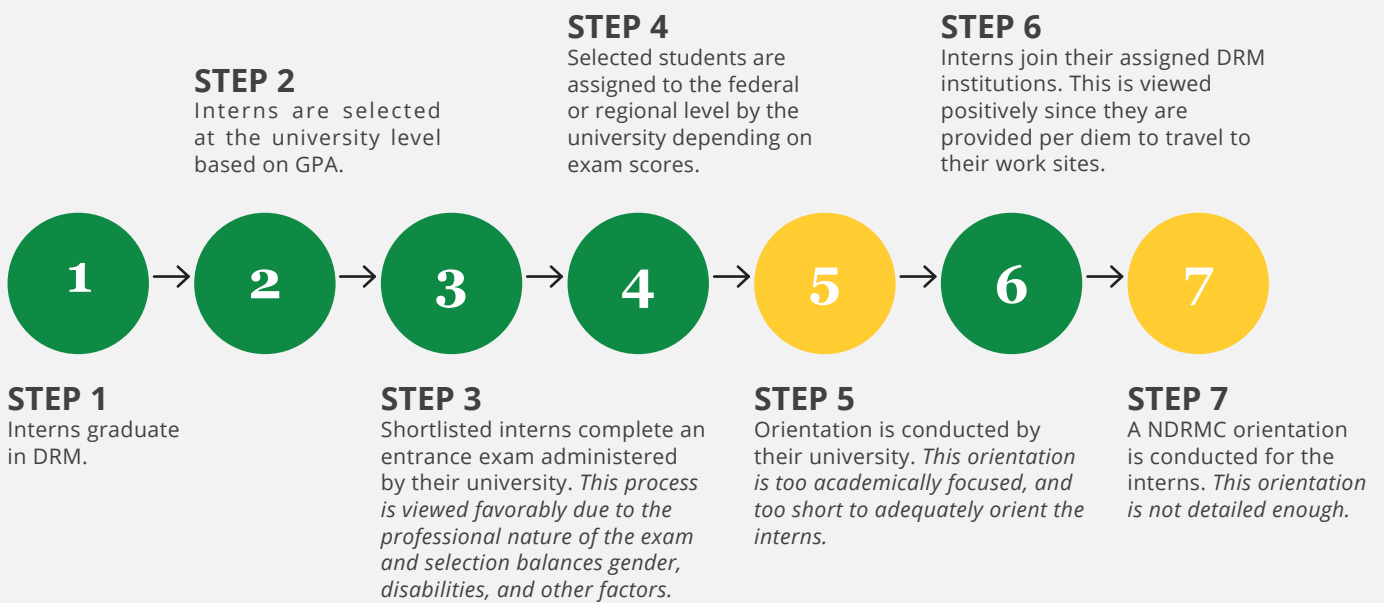 STEP 4
Selected students are
assigned to the federal
or regional level by the
university depending on
exam scores.
STEP 6
Interns join their assigned DRM
institutions. This is viewed
positively since they are
provided per diem to travel to
their work sites.
STEP 2
Interns are selected
at the university level
based on GPA.
1
2
3
4
5
6
7
STEP 1
Interns graduate
in DRM.
STEP 3
Shortlisted interns complete an
entrance exam administered
by their university. This process
is viewed favorably due to the
professional nature of the exam
and selection balances gender,
disabilities, and other factors.
STEP 5
Orientation is conducted by
their university. This orientation
is too academically focused, and
too short to adequately orient the
interns.
STEP 7
A NDRMC orientation
is conducted for the
interns. This orientation
is not detailed enough.